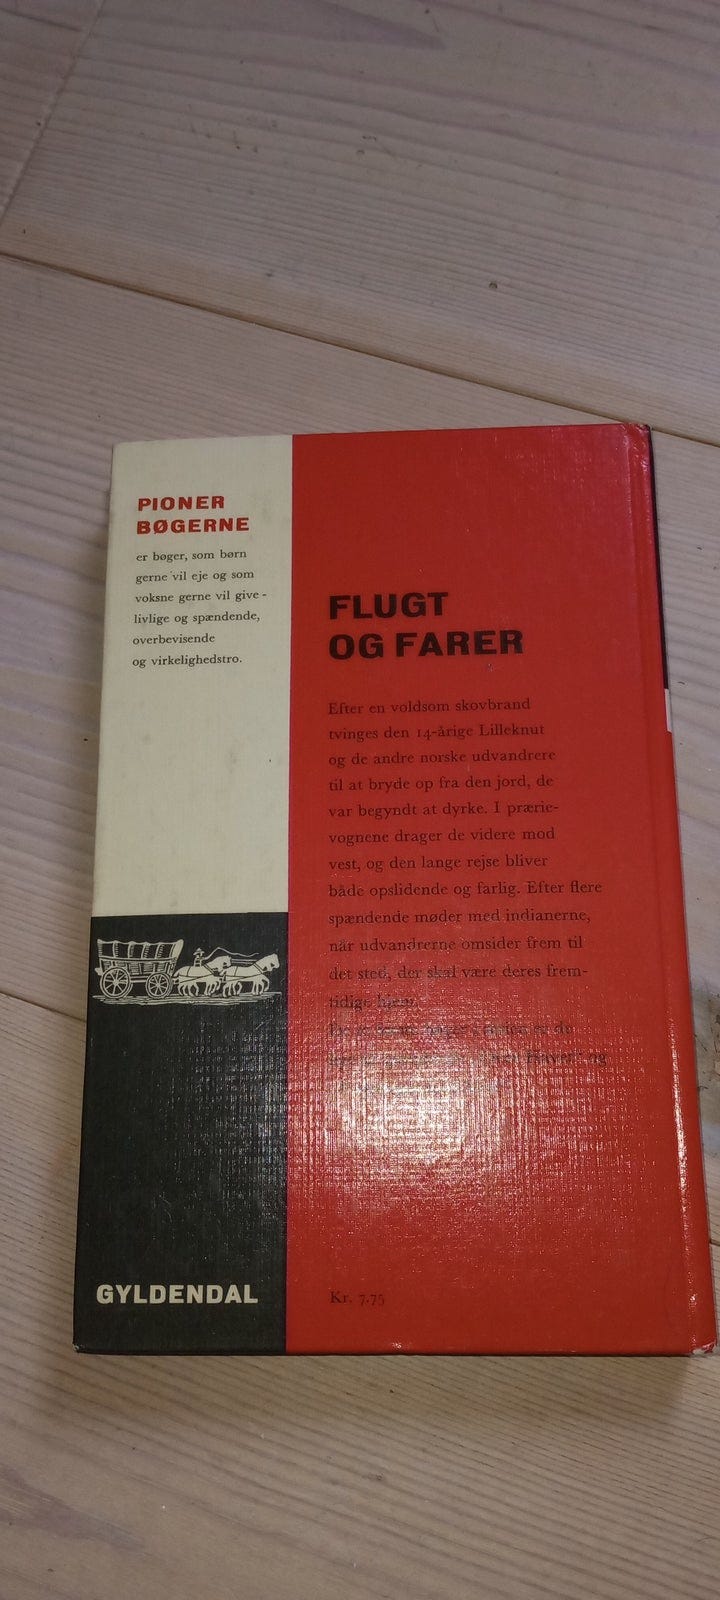 PIONER
BØGERNE
er bøger, som børn
gerne vil eje og som
voksne gerne vil give -
livlige og spændende,
overbevisende
og virkelighedstro.
FLUGT
OG FARER
Efter en voldsom skovbrand
tvinges den 14-årige Lilleknut
og de andre norske udvandrere
til at bryde op fra den jord, de
var begyndt at dyrke. I prærie-
vognene drager de videre mod
vest, og den lange rejse bliver
både opslidende og farlig. Efter flere
spændende møder med indianerne,
når udvandrerne omsider frem til
det sted, der skal være deres frem-
tidige hjem.
GYLDENDAL
Kr. 7.75